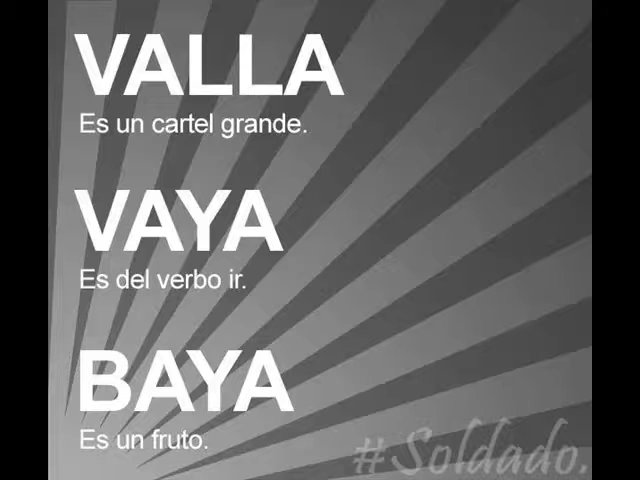 VALLA
Es un cartel grande.
VAYA
Es del verbo ir.
BAYA
Es un fruto.
#Soldado.